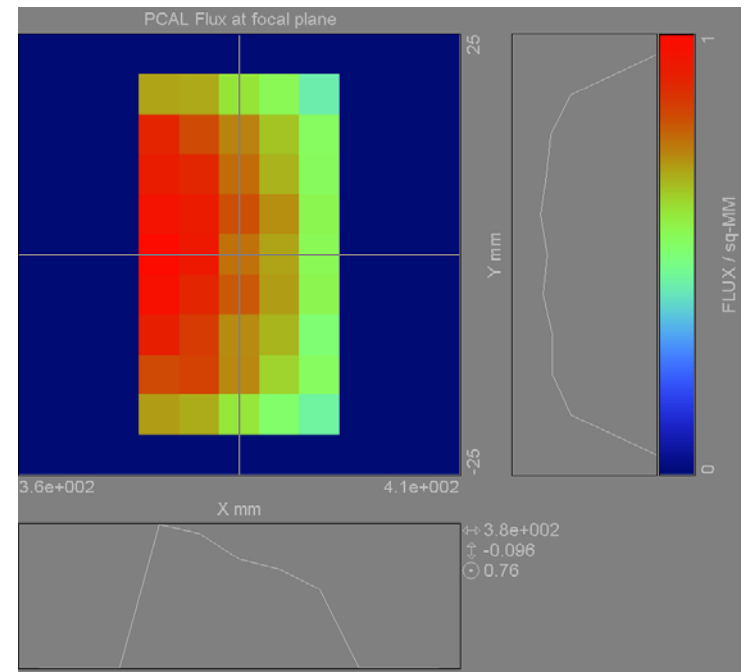 PCAL Flux at focal plane
25
Y mm
-25
1
FLUX / sq-MM
0
3.6e+002
4.1e+002
X mm
3.8e+002
-0.096
0.76